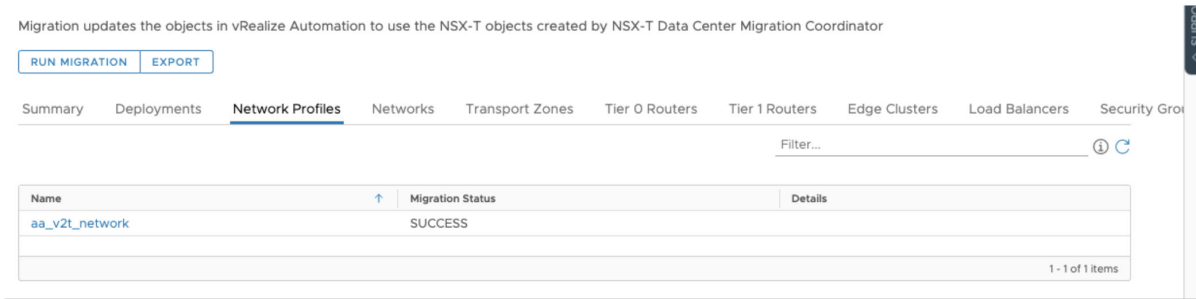 Migration updates the objects in vRealize Automation to use the NSX-T objects created by NSX-T Data Center Migration Coordinator
RUN MIGRATION EXPORT
Summary Deployments Network Profiles Networks Transport Zones Tier 0 Routers Tier 1 Routers Edge Clusters Load Balancers Security Grou
Filter...
Name Migration Status Details
aa_v2t_network SUCCESS
1 - 1 of 1 items